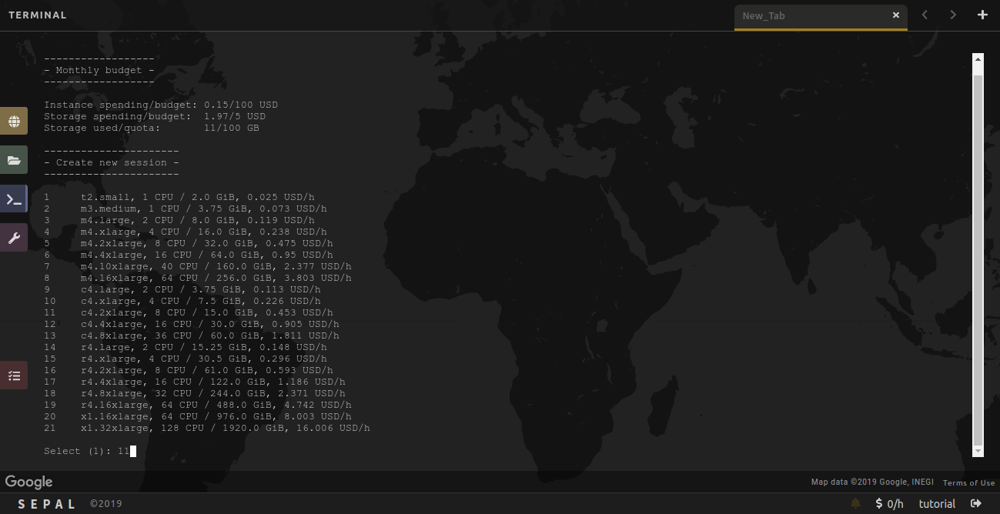 TERMINAL
New_Tab
------------------
- Monthly budget -
------------------
Instance spending/budget: 0.15/100 USD
Storage spending/budget:  1.97/5 USD
Storage used/quota:       11/100 GB
----------------------
- Create new session -
----------------------
1     t2.small, 1 CPU / 2.0 GiB, 0.025 USD/h
2     m3.medium, 1 CPU / 3.75 GiB, 0.073 USD/h
3     m4.large, 2 CPU / 8.0 GiB, 0.119 USD/h
4     m4.xlarge, 4 CPU / 16.0 GiB, 0.238 USD/h
5     m4.2xlarge, 8 CPU / 32.0 GiB, 0.475 USD/h
6     m4.4xlarge, 16 CPU / 64.0 GiB, 0.95 USD/h
7     m4.10xlarge, 40 CPU / 160.0 GiB, 2.377 USD/h
8     m4.16xlarge, 64 CPU / 256.0 GiB, 3.803 USD/h
9     c4.large, 2 CPU / 3.75 GiB, 0.113 USD/h
10    c4.xlarge, 4 CPU / 7.5 GiB, 0.226 USD/h
11    c4.2xlarge, 8 CPU / 15.0 GiB, 0.453 USD/h
12    c4.4xlarge, 16 CPU / 30.0 GiB, 0.905 USD/h
13    c4.8xlarge, 36 CPU / 60.0 GiB, 1.811 USD/h
14    r4.large, 2 CPU / 15.25 GiB, 0.148 USD/h
15    r4.xlarge, 4 CPU / 30.5 GiB, 0.296 USD/h
16    r4.2xlarge, 8 CPU / 61.0 GiB, 0.593 USD/h
17    r4.4xlarge, 16 CPU / 122.0 GiB, 1.186 USD/h
18    r4.8xlarge, 32 CPU / 244.0 GiB, 2.371 USD/h
19    r4.16xlarge, 64 CPU / 488.0 GiB, 4.742 USD/h
20    x1.16xlarge, 64 CPU / 976.0 GiB, 8.003 USD/h
21    x1.32xlarge, 128 CPU / 1920.0 GiB, 16.006 USD/h
Select (1): 11
Google
Map data ©2019 Google, INEGI
Terms of Use
SEPAL ©2019
$ 0/h
tutorial